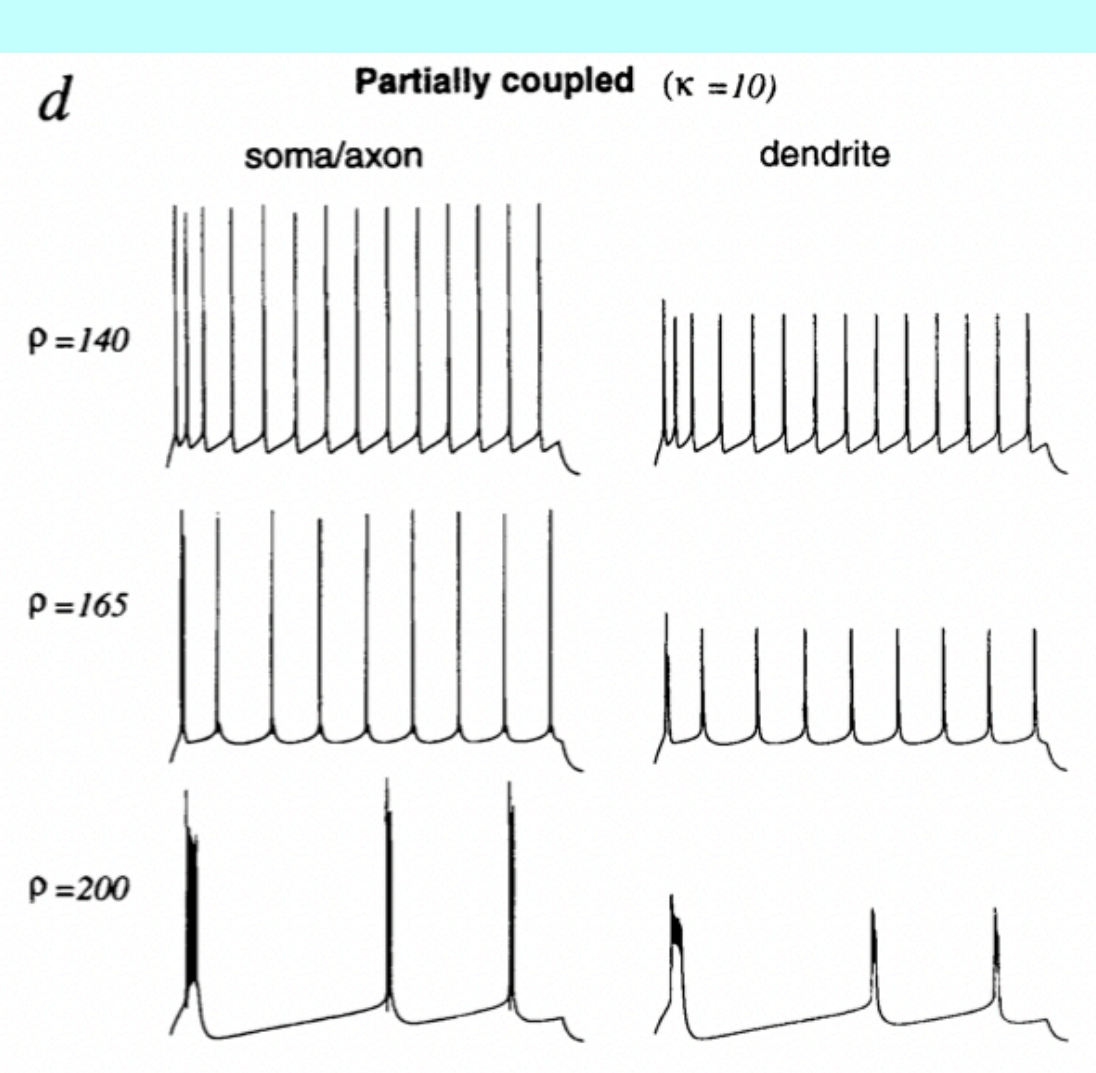 d
Partially coupled (κ =10)
soma/axon dendrite
ρ =140
ρ =165
ρ =200